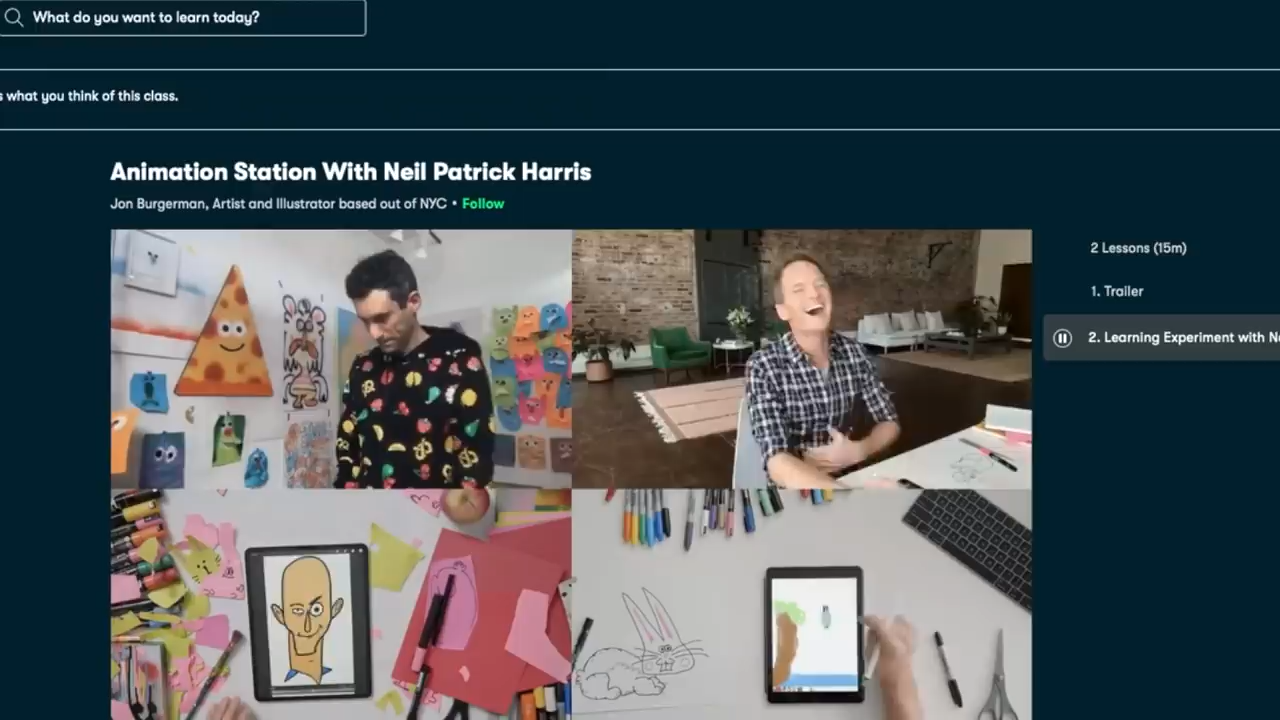 What do you want to learn today?
what you think of this class.
Animation Station With Neil Patrick Harris
Jon Burgerman, Artist and Illustrator based out of NYC • Follow
2 Lessons (15m)
1. Trailer
2. Learning Experiment with